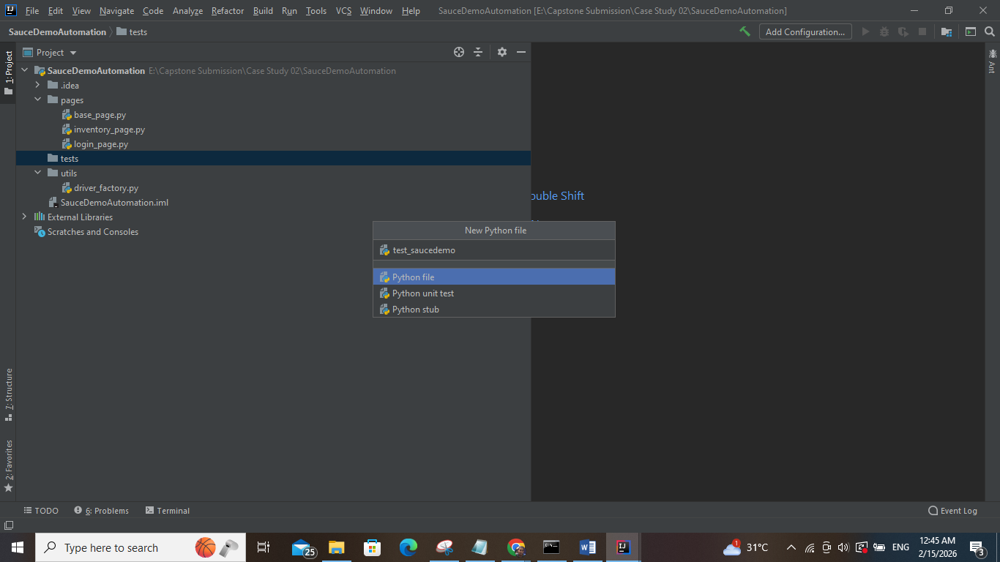 File Edit View Navigate Code Analyze Refactor Build Run Tools VCS Window Help SauceDemoAutomation [E:\Capstone Submission\Case Study 02\SauceDemoAutomation]
SauceDemoAutomation tests Add Configuration...
1: Project
Project
SauceDemoAutomation E:\Capstone Submission\Case Study 02\SauceDemoAutomation
.idea
pages
base_page.py
inventory_page.py
login_page.py
tests
utils
driver_factory.py
SauceDemoAutomation.iml
External Libraries
Scratches and Consoles
Ant
ouble Shift
New Python file
test_saucedemo
Python file
Python unit test
Python stub
7: Structure
2: Favorites
TODO 6: Problems Terminal Event Log
Type here to search
25
1
31°C
ENG
12:45 AM
2/15/2026
3